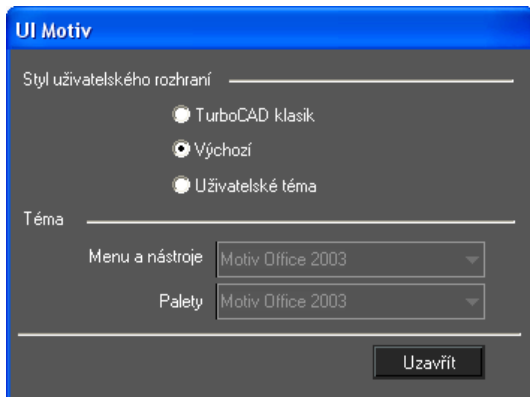 UI Motiv
Styl uživatelského rozhraní
TurboCAD klasik
Výchozí
Uživatelské téma
Téma
Menu a nástroje Motiv Office 2003
Palety Motiv Office 2003
Uzavřít